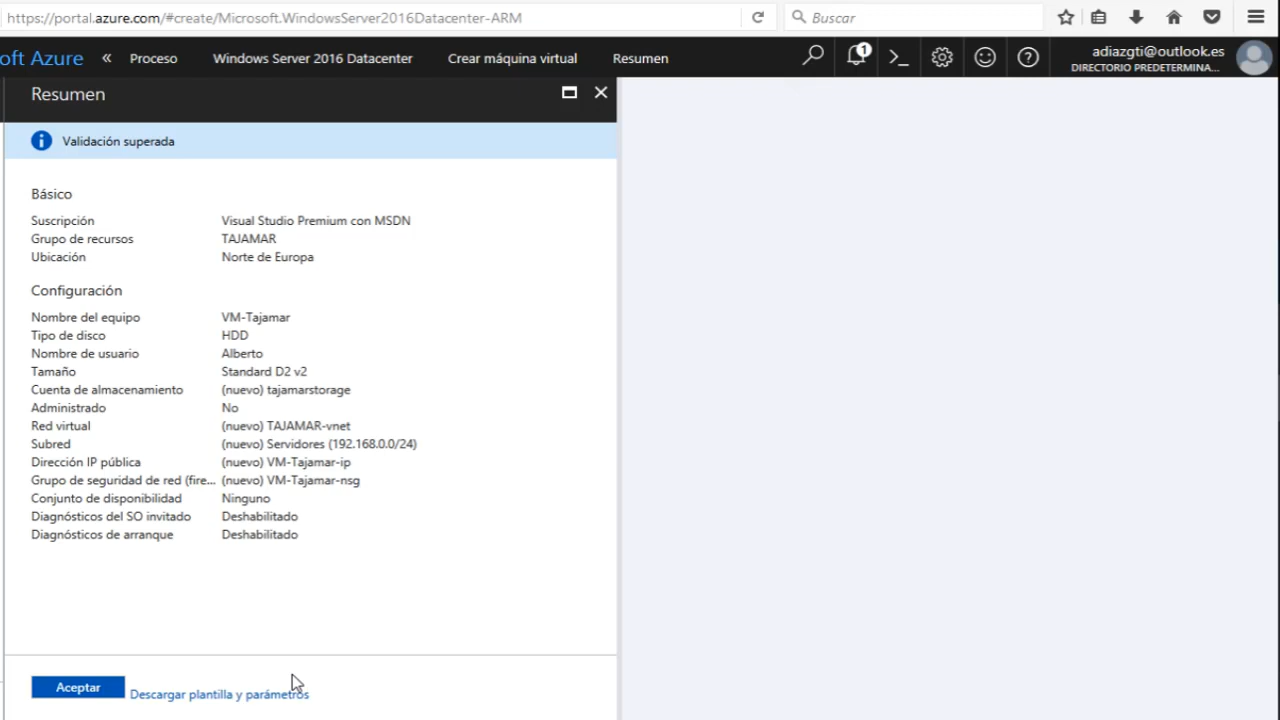 https://portal.azure.com/#create/Microsoft.WindowsServer2016Datacenter-ARM
Buscar
oft Azure « Proceso Windows Server 2016 Datacenter Crear máquina virtual Resumen
1
adiazgti@outlook.es
DIRECTORIO PREDETERMINA...
Resumen
Validación superada
Básico
Suscripción Visual Studio Premium con MSDN
Grupo de recursos TAJAMAR
Ubicación Norte de Europa
Configuración
Nombre del equipo VM-Tajamar
Tipo de disco HDD
Nombre de usuario Alberto
Tamaño Standard D2 v2
Cuenta de almacenamiento (nuevo) tajamarstorage
Administrado No
Red virtual (nuevo) TAJAMAR-vnet
Subred (nuevo) Servidores (192.168.0.0/24)
Dirección IP pública (nuevo) VM-Tajamar-ip
Grupo de seguridad de red (fire... (nuevo) VM-Tajamar-nsg
Conjunto de disponibilidad Ninguno
Diagnósticos del SO invitado Deshabilitado
Diagnósticos de arranque Deshabilitado
Aceptar Descargar plantilla y parámetros